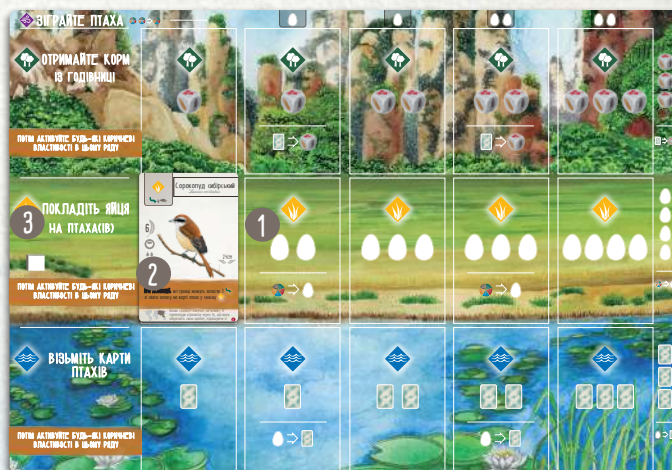 ЗІГРАЙТЕ ПТАХА
ОТРИМАЙТЕ КОРМ
ІЗ ГОДІВНИЦІ
ПОТІМ АКТИВУЙТЕ БУДЬ-ЯКІ КОРИЧНЕВІ
ВЛАСТИВОСТІ В ЦЬОМУ РЯДУ
3
ПОКЛАДІТЬ ЯЙЦЯ
НА ПТАХА(ІВ)
ПОТІМ АКТИВУЙТЕ БУДЬ-ЯКІ КОРИЧНЕВІ
ВЛАСТИВОСТІ В ЦЬОМУ РЯДУ
Сорокопуд сибірський
6
2
1
ВІЗЬМІТЬ КАРТИ
ПТАХІВ
ПОТІМ АКТИВУЙТЕ БУДЬ-ЯКІ КОРИЧНЕВІ
ВЛАСТИВОСТІ В ЦЬОМУ РЯДУ